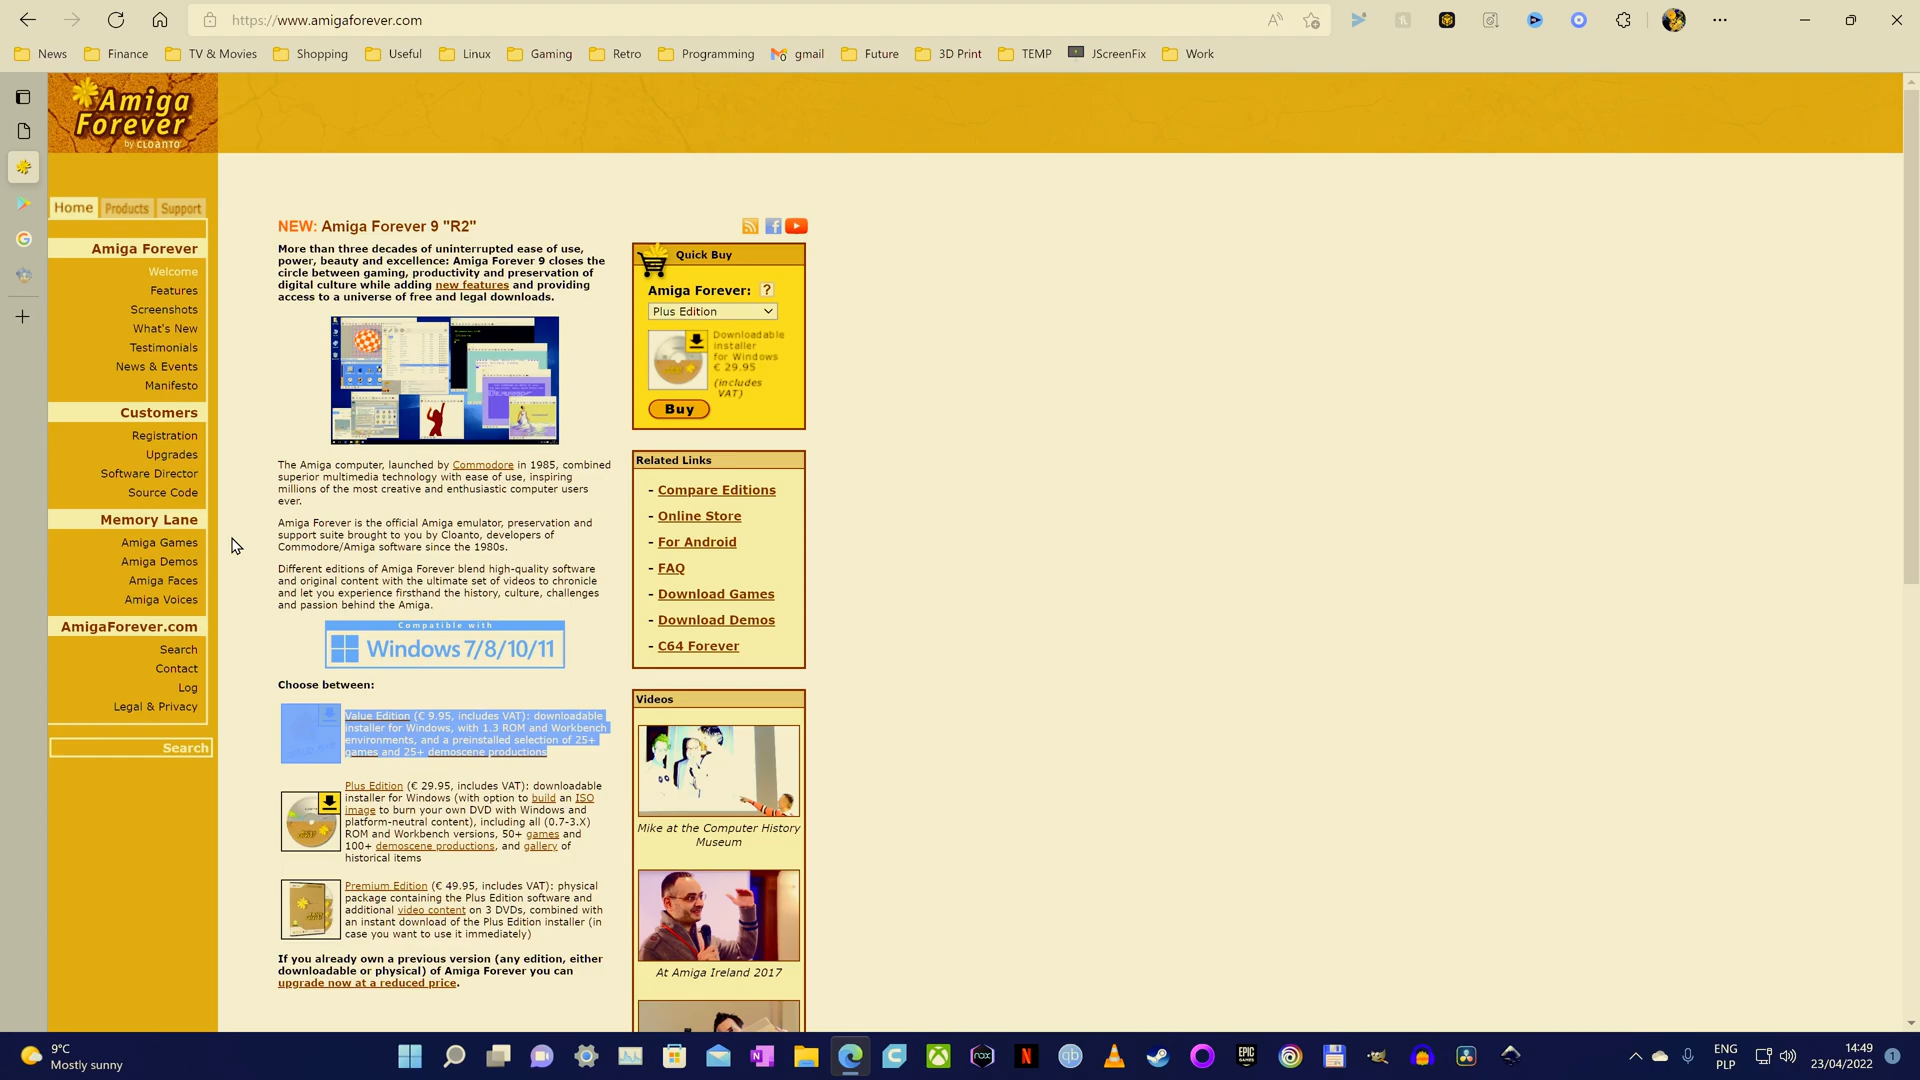 https://www.amigaforever.com
News
Finance
TV & Movies
Shopping
Useful
Linux
Gaming
Retro
Programming
gmail
Future
3D Print
TEMP
JScreenFix
Work
Amiga
Forever
by CLOANTO
Home
Products
Support
Amiga Forever
Welcome
Features
Screenshots
What's New
Testimonials
News & Events
Manifesto
Customers
Registration
Upgrades
Software Director
Source Code
Memory Lane
Amiga Games
Amiga Demos
Amiga Faces
Amiga Voices
AmigaForever.com
Search
Contact
Log
Legal & Privacy
Search
NEW: Amiga Forever 9 "R2"
More than three decades of uninterrupted ease of use,
power, beauty and excellence: Amiga Forever 9 closes the
circle between gaming, productivity and preservation of
digital culture while adding new features and providing
access to a universe of free and legal downloads.
The Amiga computer, launched by Commodore in 1985, combined
superior multimedia technology with ease of use, inspiring
millions of the most creative and enthusiastic computer users
ever.
Amiga Forever is the official Amiga emulator, preservation and
support suite brought to you by Cloanto, developers of
Commodore/Amiga software since the 1980s.
Different editions of Amiga Forever blend high-quality software
and original content with the ultimate set of videos to chronicle
and let you experience firsthand the history, culture, challenges
and passion behind the Amiga.
Compatible with
Windows 7/8/10/11
Choose between:
Value Edition (€ 9.95, includes VAT): downloadable
installer for Windows, with 1.3 ROM and Workbench
environments, and a preinstalled selection of 25+
games and 25+ demoscene productions
Plus Edition (€ 29.95, includes VAT): downloadable
installer for Windows (with option to build an ISO
image to burn your own DVD with Windows and
platform-neutral content), including all (0.7-3.X)
ROM and Workbench versions, 50+ games and
100+ demoscene productions, and gallery of
historical items
Premium Edition (€ 49.95, includes VAT): physical
package containing the Plus Edition software and
additional video content on 3 DVDs, combined with
an instant download of the Plus Edition installer (in
case you want to use it immediately)
If you already own a previous version (any edition, either
downloadable or physical) of Amiga Forever you can
upgrade now at a reduced price.
Quick Buy
Amiga Forever: ?
Plus Edition
Downloadable
installer
for Windows
€ 29.95
(includes
VAT)
Buy
Related Links
- Compare Editions
- Online Store
- For Android
- FAQ
- Download Games
- Download Demos
- C64 Forever
Videos
Mike at the Computer History
Museum
At Amiga Ireland 2017
9°C
Mostly sunny
nox
N
qb
EPIC
GAMES
ENG
PLP
14:49
23/04/2022
1